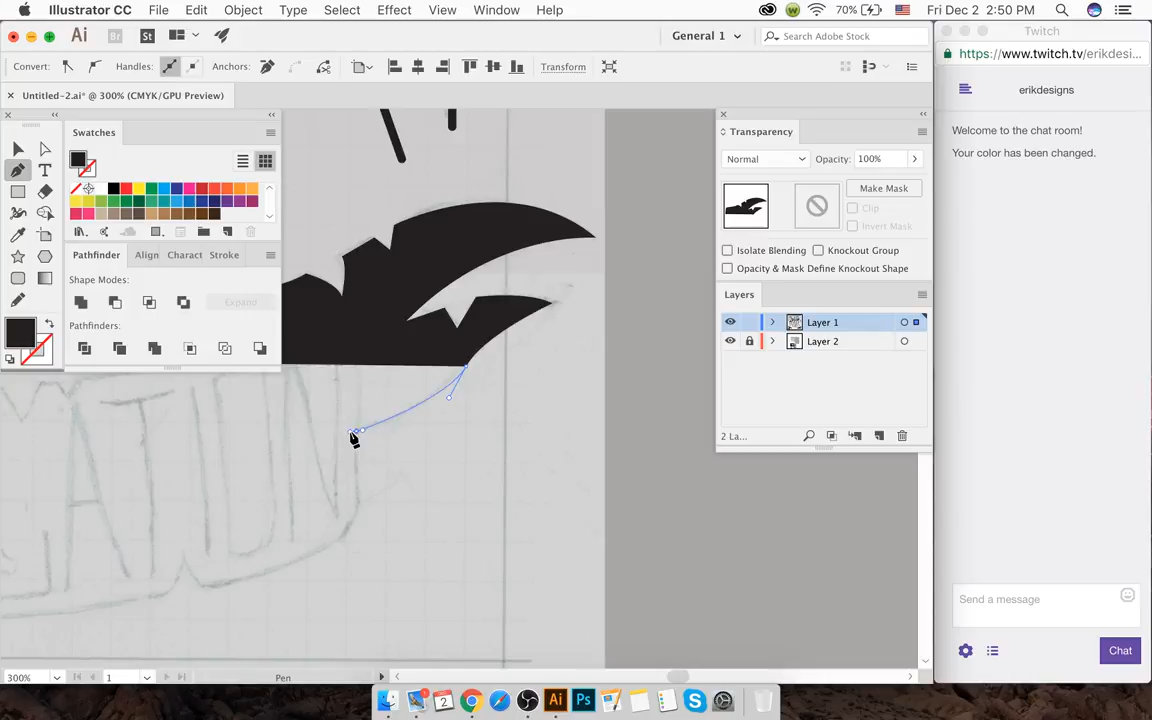 Illustrator CC File Edit Object Type Select Effect View Window Help 70% Fri Dec 2 2:50 PM
Ai Br St General 1 Search Adobe Stock
Twitch
Convert: Handles: Anchors: Transform
https://www.twitch.tv/erikdesi...
Untitled-2.ai* @ 300% (CMYK/GPU Preview)
erikdesigns
Swatches
Transparency
Welcome to the chat room!
Your color has been changed.
Normal Opacity: 100%
Make Mask
Clip
Invert Mask
Isolate Blending Knockout Group
Opacity & Mask Define Knockout Shape
Pathfinder Align Charact Stroke
Shape Modes:
Expand
Pathfinders:
Layers
Layer 1
Layer 2
2 La...
Send a message
Chat
300% 1 Pen
2 Ai Ps